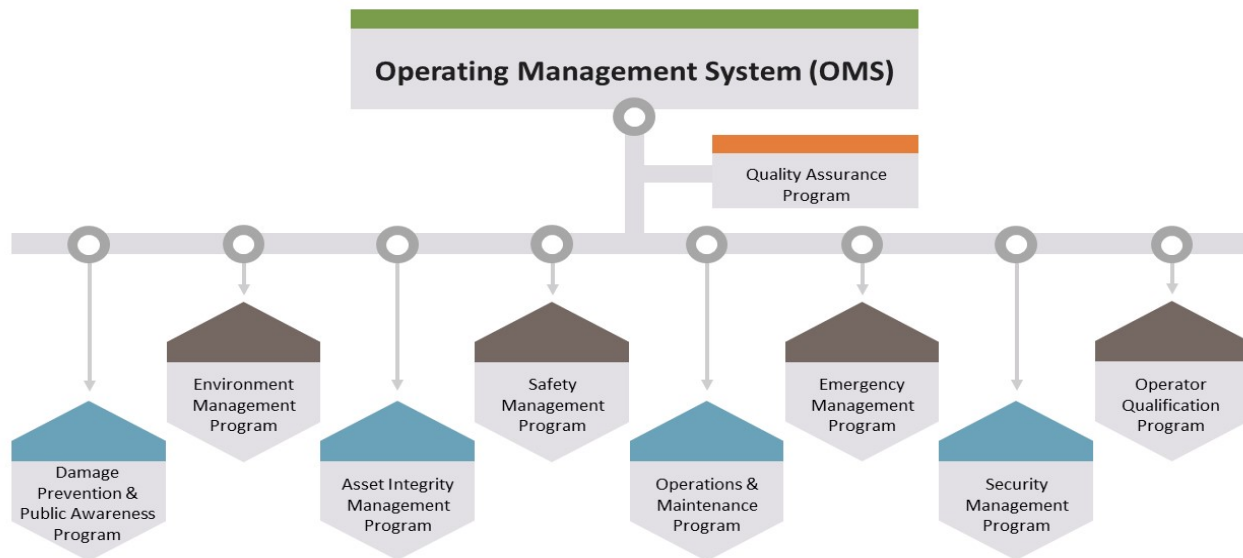 Operating Management System (OMS)
Quality Assurance
Program
Damage
Prevention &
Public Awareness
Program
Environment
Management
Program
Asset Integrity
Management
Program
Safety
Management
Program
Operations &
Maintenance
Program
Emergency
Management
Program
Security
Management
Program
Operator
Qualification
Program